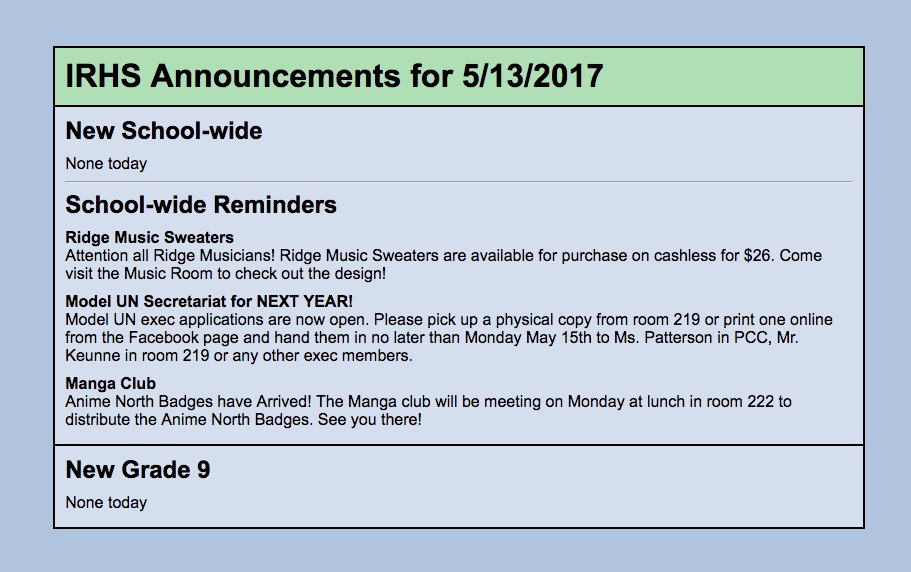 IRHS Announcements for 5/13/2017
New School-wide
None today
School-wide Reminders
Ridge Music Sweaters
Attention all Ridge Musicians! Ridge Music Sweaters are available for purchase on cashless for $26. Come
visit the Music Room to check out the design!
Model UN Secretariat for NEXT YEAR!
Model UN exec applications are now open. Please pick up a physical copy from room 219 or print one online
from the Facebook page and hand them in no later than Monday May 15th to Ms. Patterson in PCC, Mr.
Keunne in room 219 or any other exec members.
Manga Club
Anime North Badges have Arrived! The Manga club will be meeting on Monday at lunch in room 222 to
distribute the Anime North Badges. See you there!
New Grade 9
None today